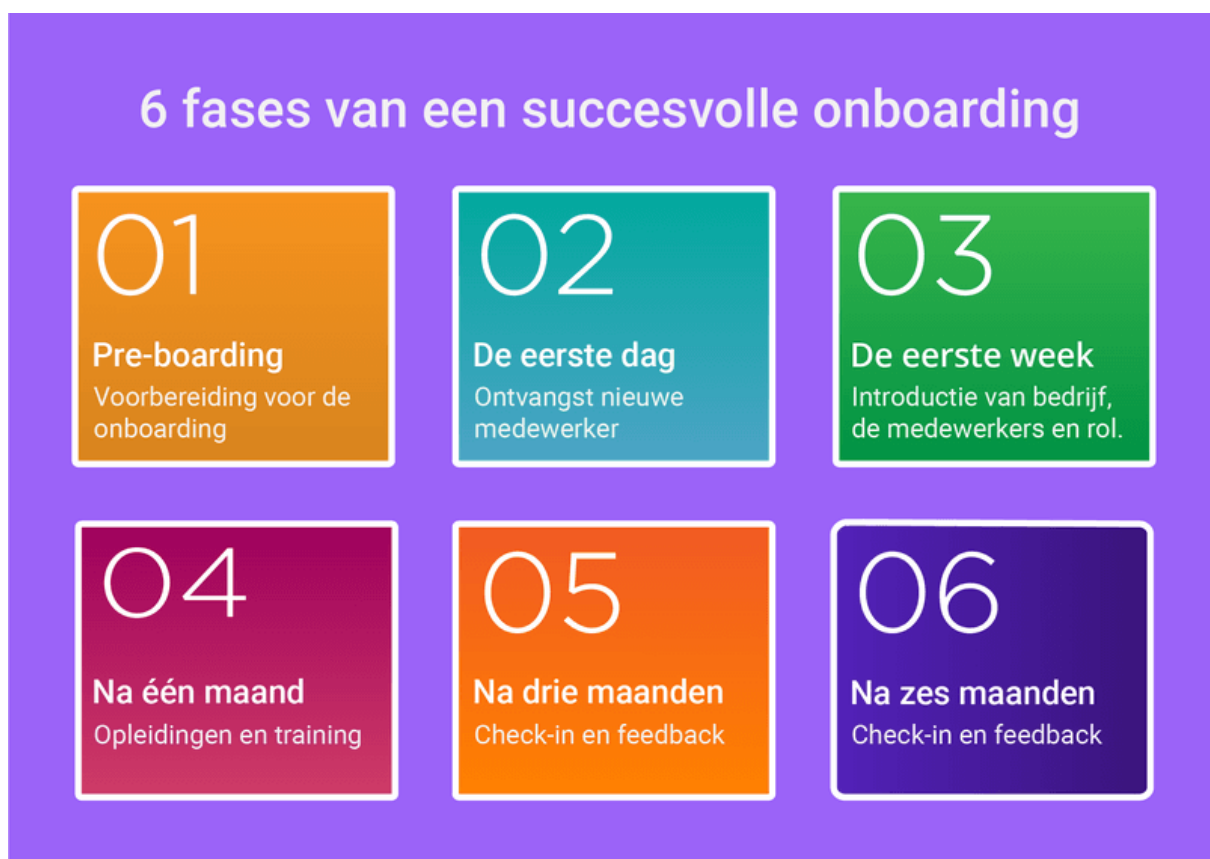 6 fases van een succesvolle onboarding
01
Pre-boarding
Voorbereiding voor de
onboarding
02
De eerste dag
Ontvangst nieuwe
medewerker
03
De eerste week
Introductie van bedrijf,
de medewerkers en rol.
04
Na één maand
Opleidingen en training
05
Na drie maanden
Check-in en feedback
06
Na zes maanden
Check-in en feedback